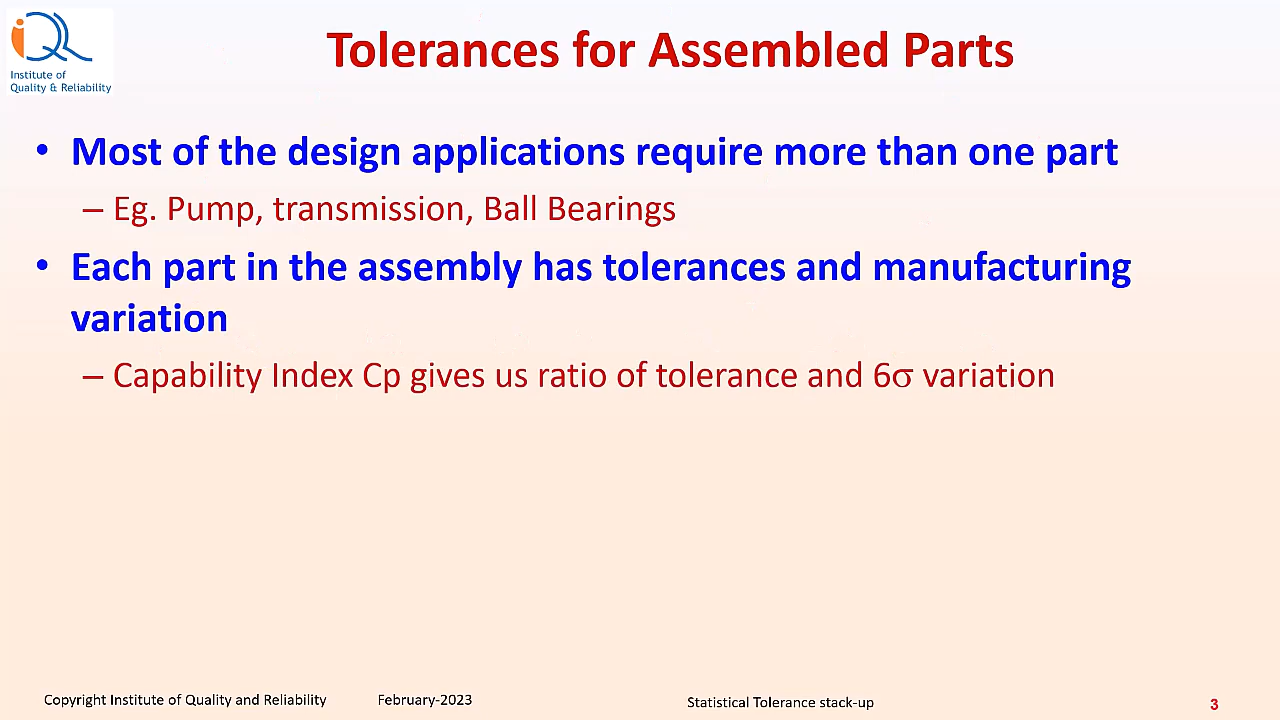 iQR
Institute of
Quality & Reliability
Tolerances for Assembled Parts
• Most of the design applications require more than one part
– Eg. Pump, transmission, Ball Bearings
• Each part in the assembly has tolerances and manufacturing
variation
– Capability Index Cp gives us ratio of tolerance and 6σ variation
Copyright Institute of Quality and Reliability February-2023 Statistical Tolerance stack-up 3